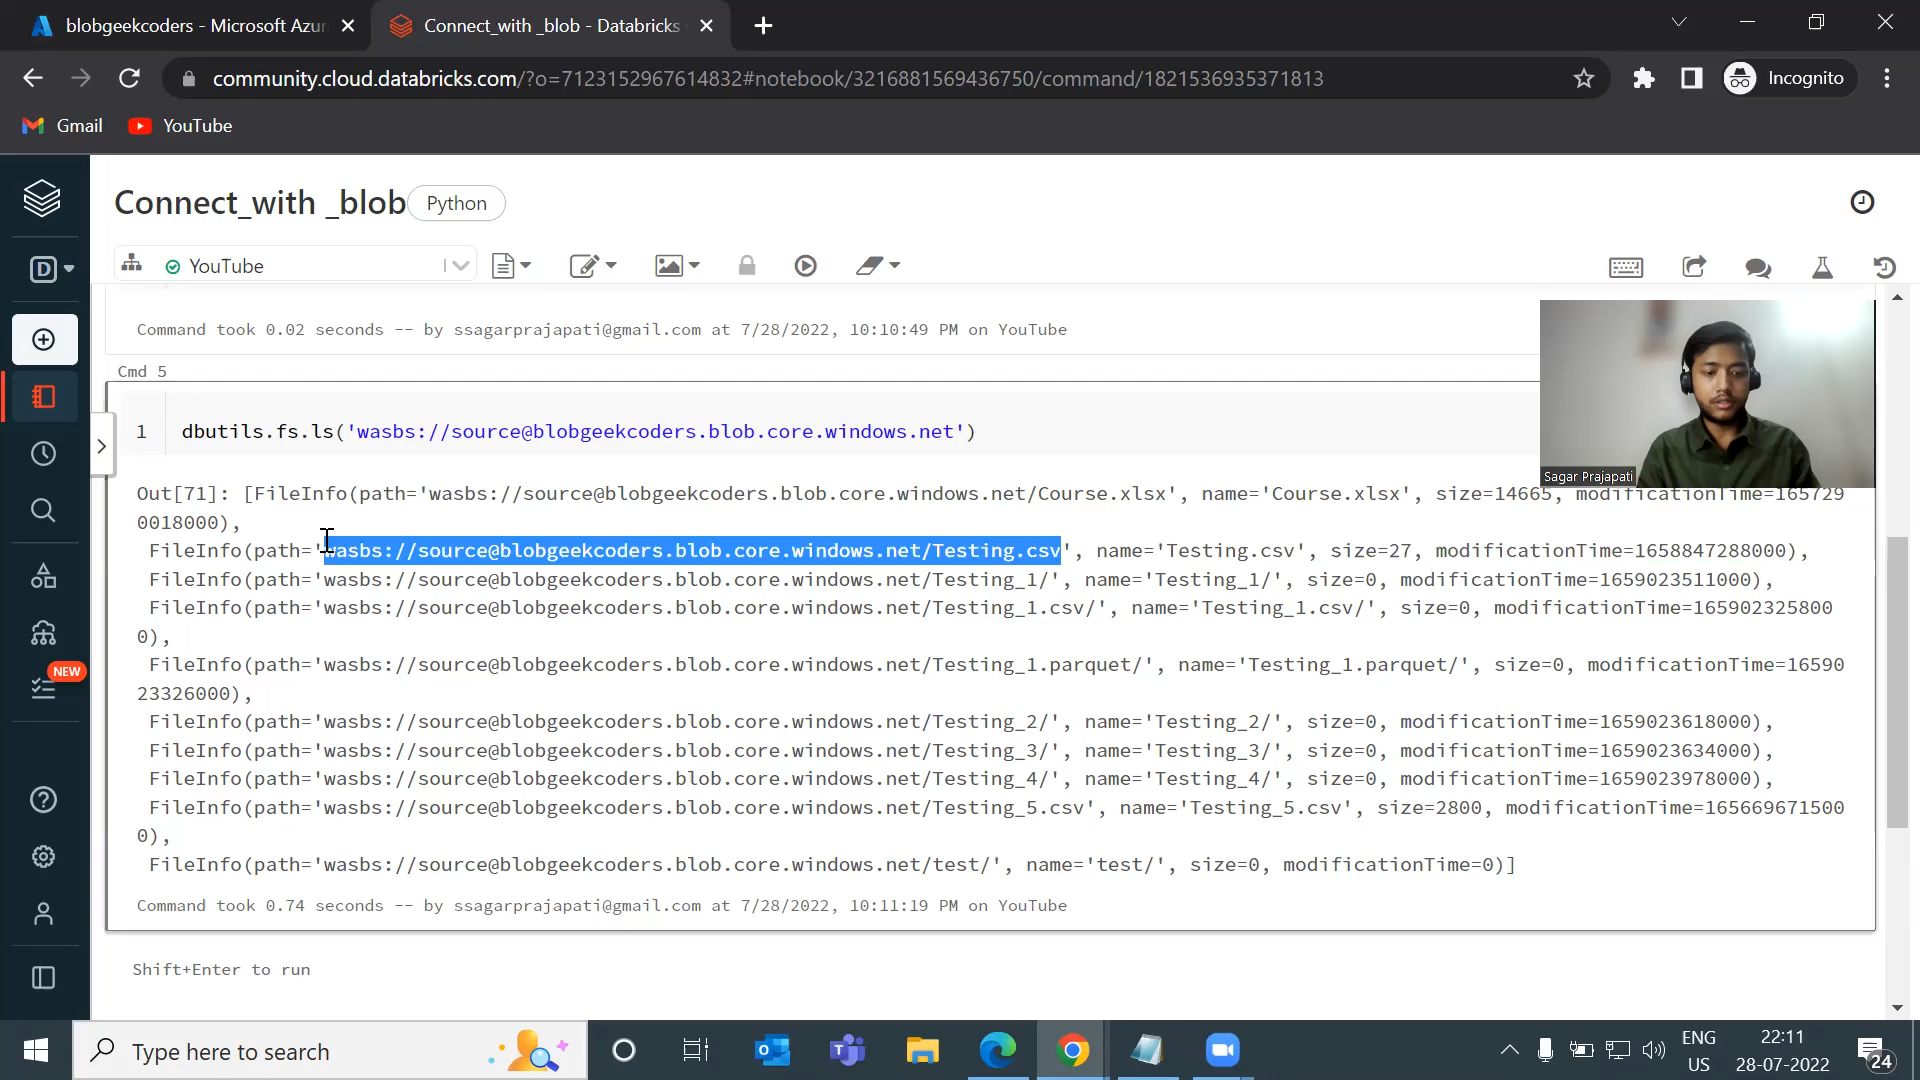 blobgeekcoders - Microsoft Azur
Connect_with _blob - Databricks
community.cloud.databricks.com/?o=7123152967614832#notebook/3216881569436750/command/1821536935371813
Incognito
Gmail
YouTube
Connect_with _blob
Python
D
YouTube
Command took 0.02 seconds -- by ssagarprajapati@gmail.com at 7/28/2022, 10:10:49 PM on YouTube
Cmd 5
1
dbutils.fs.ls('wasbs://source@blobgeekcoders.blob.core.windows.net')
Sagar Prajapati
Out[71]: [FileInfo(path='wasbs://source@blobgeekcoders.blob.core.windows.net/Course.xlsx', name='Course.xlsx', size=14665, modificationTime=165729
0018000),
FileInfo(path='wasbs://source@blobgeekcoders.blob.core.windows.net/Testing.csv', name='Testing.csv', size=27, modificationTime=1658847288000),
FileInfo(path='wasbs://source@blobgeekcoders.blob.core.windows.net/Testing_1/', name='Testing_1/', size=0, modificationTime=1659023511000),
FileInfo(path='wasbs://source@blobgeekcoders.blob.core.windows.net/Testing_1.csv/', name='Testing_1.csv/', size=0, modificationTime=165902325800
0),
FileInfo(path='wasbs://source@blobgeekcoders.blob.core.windows.net/Testing_1.parquet/', name='Testing_1.parquet/', size=0, modificationTime=16590
23326000),
FileInfo(path='wasbs://source@blobgeekcoders.blob.core.windows.net/Testing_2/', name='Testing_2/', size=0, modificationTime=1659023618000),
FileInfo(path='wasbs://source@blobgeekcoders.blob.core.windows.net/Testing_3/', name='Testing_3/', size=0, modificationTime=1659023634000),
FileInfo(path='wasbs://source@blobgeekcoders.blob.core.windows.net/Testing_4/', name='Testing_4/', size=0, modificationTime=1659023978000),
FileInfo(path='wasbs://source@blobgeekcoders.blob.core.windows.net/Testing_5.csv', name='Testing_5.csv', size=2800, modificationTime=165669671500
0),
FileInfo(path='wasbs://source@blobgeekcoders.blob.core.windows.net/test/', name='test/', size=0, modificationTime=0)]
Command took 0.74 seconds -- by ssagarprajapati@gmail.com at 7/28/2022, 10:11:19 PM on YouTube
NEW
Shift+Enter to run
Type here to search
ENG
US
22:11
28-07-2022
24